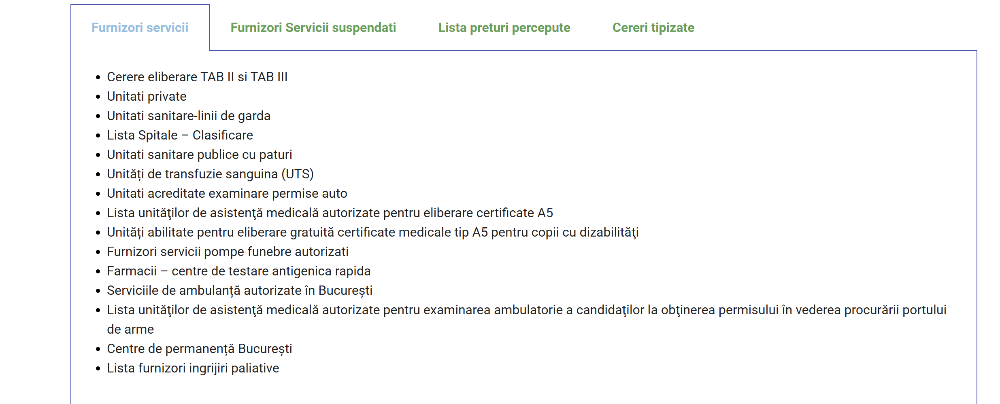 Furnizori servicii
Furnizori Servicii suspendati
Lista preturi percepute
Cereri tipizate
Cerere eliberare TAB II si TAB III
Unitati private
Unitati sanitare-linii de garda
Lista Spitale – Clasificare
Unitati sanitare publice cu paturi
Unități de transfuzie sanguina (UTS)
Unitati acreditate examinare permise auto
Lista unităţilor de asistenţă medicală autorizate pentru eliberare certificate A5
Unități abilitate pentru eliberare gratuită certificate medicale tip A5 pentru copii cu dizabilităţi
Furnizori servicii pompe funebre autorizati
Farmacii – centre de testare antigenica rapida
Serviciile de ambulanță autorizate în București
Lista unităţilor de asistenţă medicală autorizate pentru examinarea ambulatorie a candidaţilor la obţinerea permisului în vederea procurării portului
de arme
Centre de permanență București
Lista furnizori ingrijiri paliative